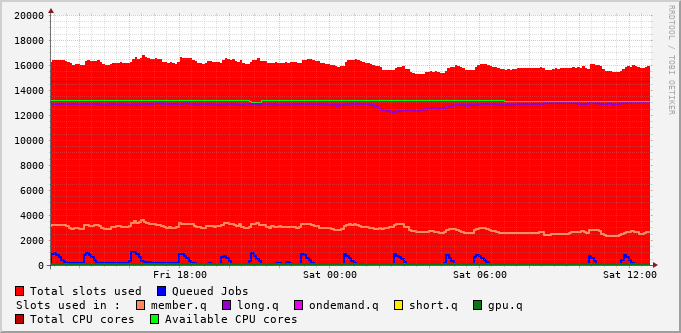 RRDTOOL / TOBI OETIKER
20000
18000
16000
14000
12000
10000
8000
6000
4000
2000
0
Fri 18:00 Sat 00:00 Sat 06:00 Sat 12:00
Total slots used Queued Jobs
Slots used in : member.q long.q ondemand.q short.q gpu.q
Total CPU cores Available CPU cores